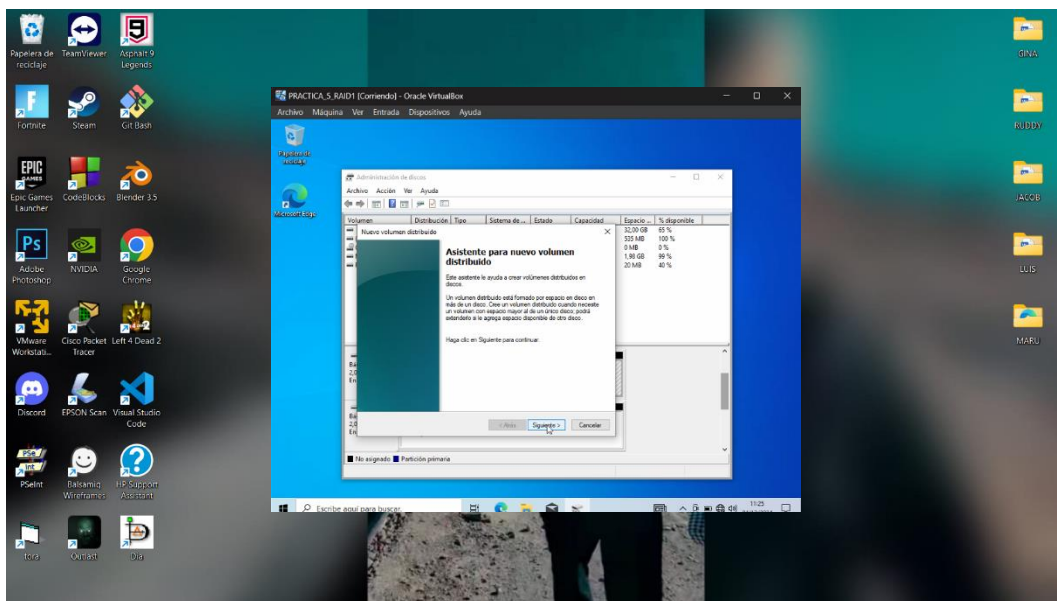 Papelera de reciclaje
TeamViewer
Asphalt 9 Legends
Fortnite
Steam
Git Bash
EPIC GAMES
Epic Games Launcher
CodeBlocks
Blender 3.5
Ps
Adobe Photoshop
NVIDIA
Google Chrome
VMware Workstati...
Cisco Packet Tracer
Left 4 Dead 2
Discord
EPSON Scan
Visual Studio Code
PSeInt
Balsamiq Wireframes
HP Support Assistant
tora
Outlast
Dia
GINA
RUDDY
JACOB
LUIS
MARU
PRACTICA_5_RAID1 [Corriendo] - Oracle VirtualBox
Archivo Máquina Ver Entrada Dispositivos Ayuda
Papelera de reciclaje
Microsoft Edge
Administración de discos
Archivo Acción Ver Ayuda
Volumen Distribución Tipo Sistema de ... Estado Capacidad Espacio ... % disponible
32,00 GB 65 %
535 MB 100 %
0 MB 0 %
1,98 GB 99 %
20 MB 40 %
Nuevo volumen distribuido
Asistente para nuevo volumen
distribuido
Este asistente le ayuda a crear volúmenes distribuidos en
discos.
Un volumen distribuido está formado por espacio en disco en
más de un disco. Cree un volumen distribuido cuando necesite
un volumen con espacio mayor al de un único disco; podrá
extenderlo si le agrega espacio disponible de otro disco.
Haga clic en Siguiente para continuar.
< Atrás Siguiente > Cancelar
No asignado Partición primaria
Escribe aquí para buscar.
11:25